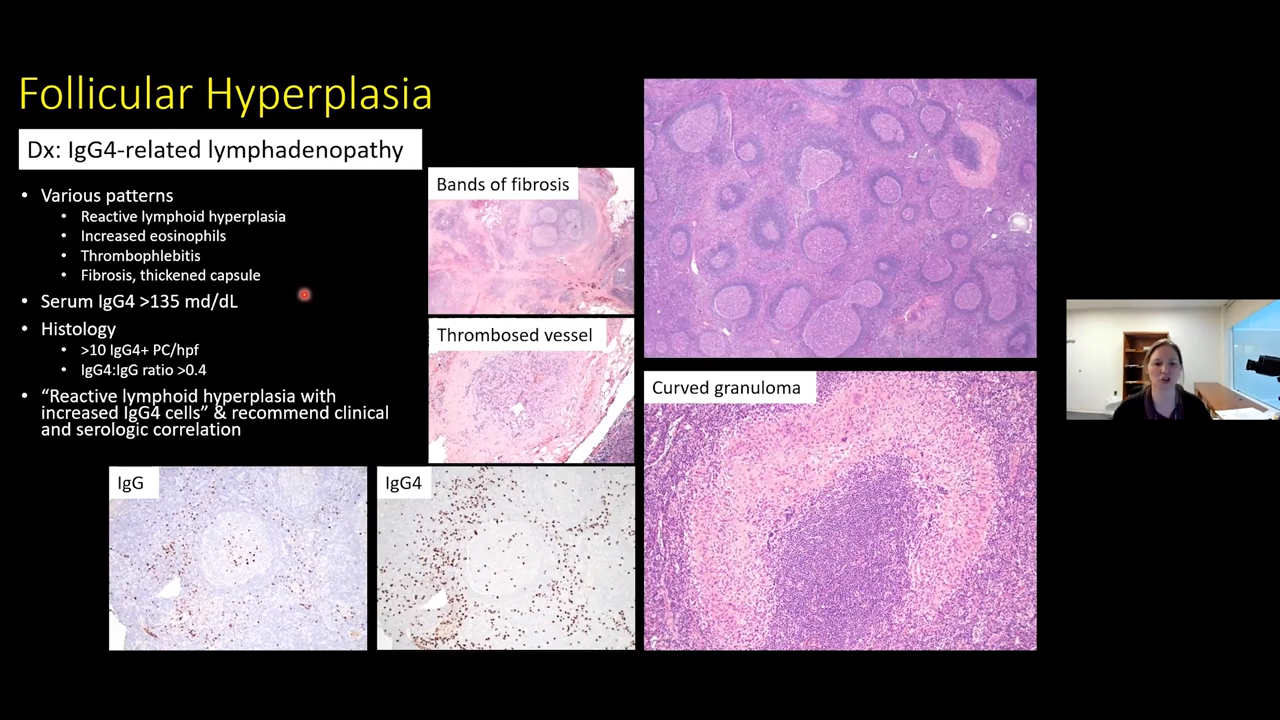 Follicular Hyperplasia
Dx: IgG4-related lymphadenopathy
• Various patterns
• Reactive lymphoid hyperplasia
• Increased eosinophils
• Thrombophlebitis
• Fibrosis, thickened capsule
• Serum IgG4 >135 md/dL
• Histology
• >10 IgG4+ PC/hpf
• IgG4:IgG ratio >0.4
• “Reactive lymphoid hyperplasia with
increased IgG4 cells” & recommend clinical
and serologic correlation
Bands of fibrosis
Thrombosed vessel
IgG
IgG4
Curved granuloma